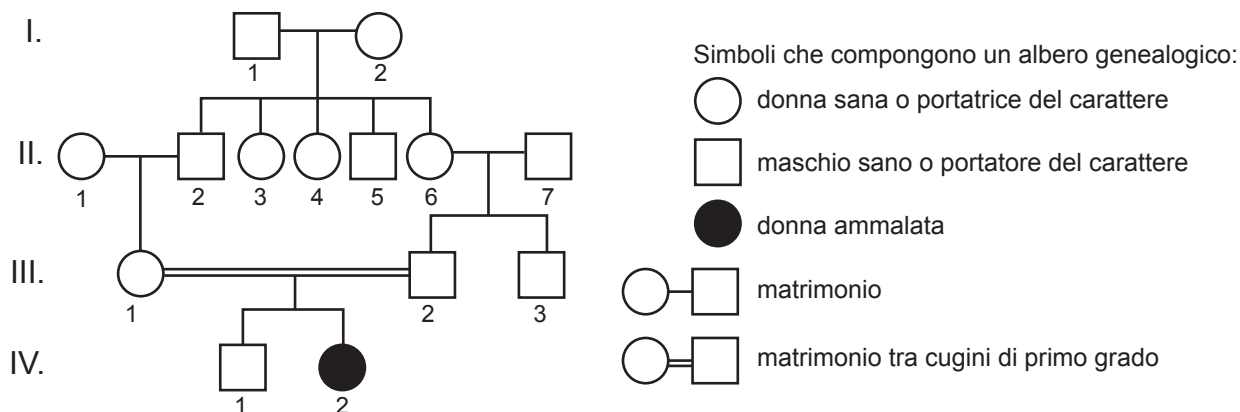 I.
1
2
II.
1
2
3
4
5
6
7
III.
1
2
3
IV.
1
2
Simboli che compongono un albero genealogico:
donna sana o portatrice del carattere
maschio sano o portatore del carattere
donna ammalata
matrimonio
matrimonio tra cugini di primo grado